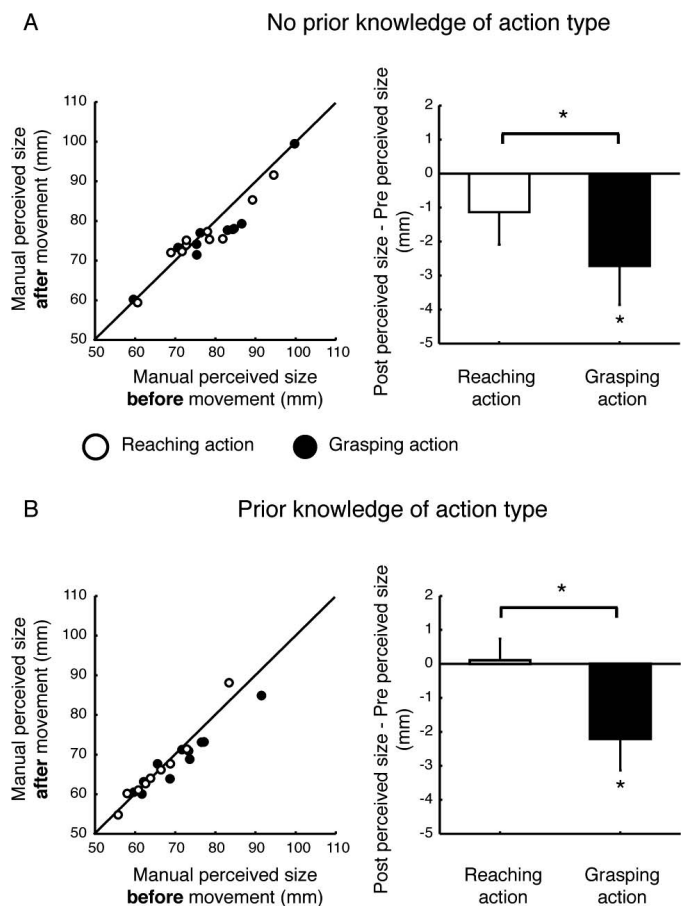 A
No prior knowledge of action type
Manual perceived size
after movement (mm)
110
100
90
80
70
60
50
50 60 70 80 90 100 110
Manual perceived size
before movement (mm)
Post perceived size - Pre perceived size
(mm)
2
1
0
-1
-2
-3
-4
-5
*
*
Reaching
action
Grasping
action
Reaching action
Grasping action
B
Prior knowledge of action type
Manual perceived size
after movement (mm)
110
100
90
80
70
60
50
50 60 70 80 90 100 110
Manual perceived size
before movement (mm)
Post perceived size - Pre perceived size
(mm)
2
1
0
-1
-2
-3
-4
-5
*
*
Reaching
action
Grasping
action